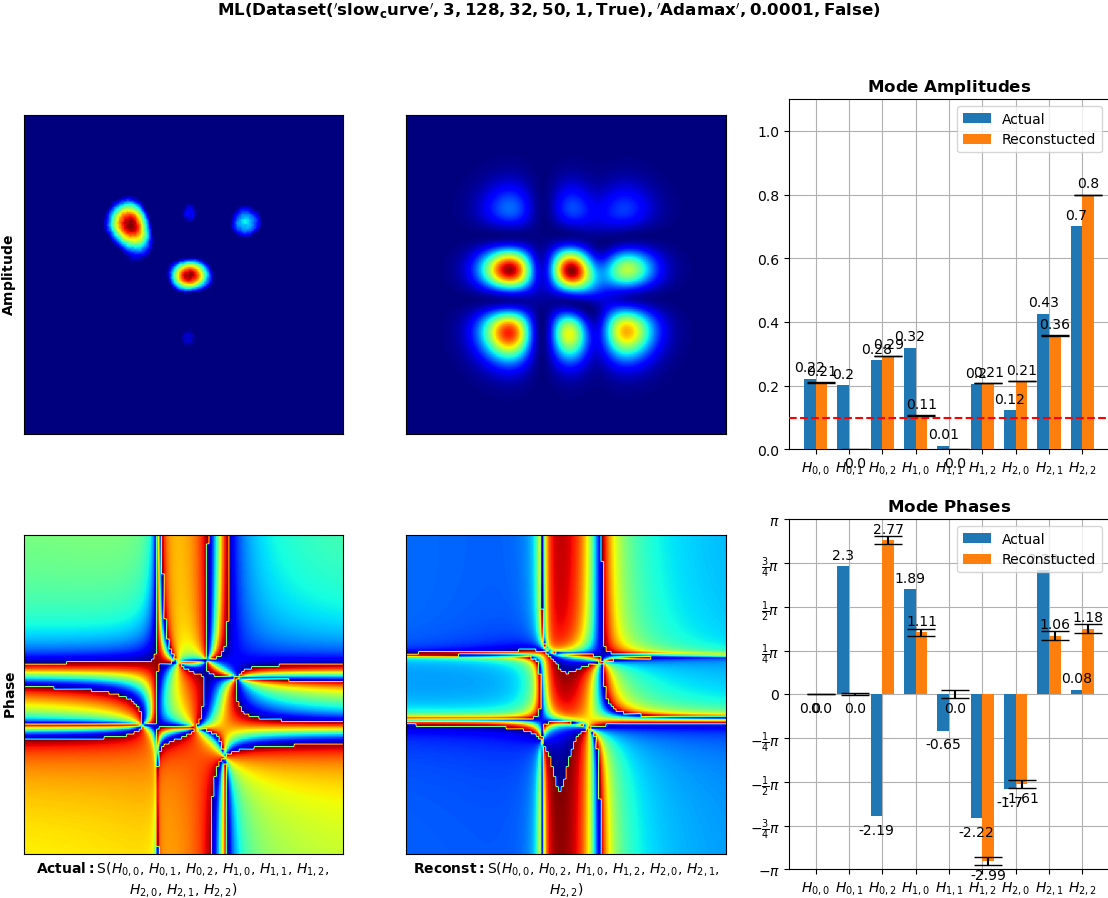 ML(Dataset('slow_curve', 3, 128, 32, 50, 1, True), 'Adamax', 0.0001, False)
Amplitude
Mode Amplitudes
Actual
Reconstucted
1.0
0.8
0.6
0.4
0.2
0.0
0.22
0.21
0.2
0.0
0.28
0.29
0.32
0.11
0.01
0.0
0.2
0.21
0.12
0.21
0.43
0.36
0.7
0.8
H0,0 H0,1 H0,2 H1,0 H1,1 H1,2 H2,0 H2,1 H2,2
Phase
Actual: S(H0,0, H0,1, H0,2, H1,0, H1,1, H1,2,
H2,0, H2,1, H2,2)
Reconst: S(H0,0, H0,2, H1,0, H1,2, H2,0, H2,1,
H2,2)
Mode Phases
Actual
Reconstucted
π
3/4π
1/2π
1/4π
0
−1/4π
−1/2π
−3/4π
−π
0.0
0.0
2.3
0.0
-2.19
2.77
1.89
1.11
-0.65
0.0
-2.22
-2.99
-1.7
-1.61
1.06
0.08
1.18
H0,0 H0,1 H0,2 H1,0 H1,1 H1,2 H2,0 H2,1 H2,2